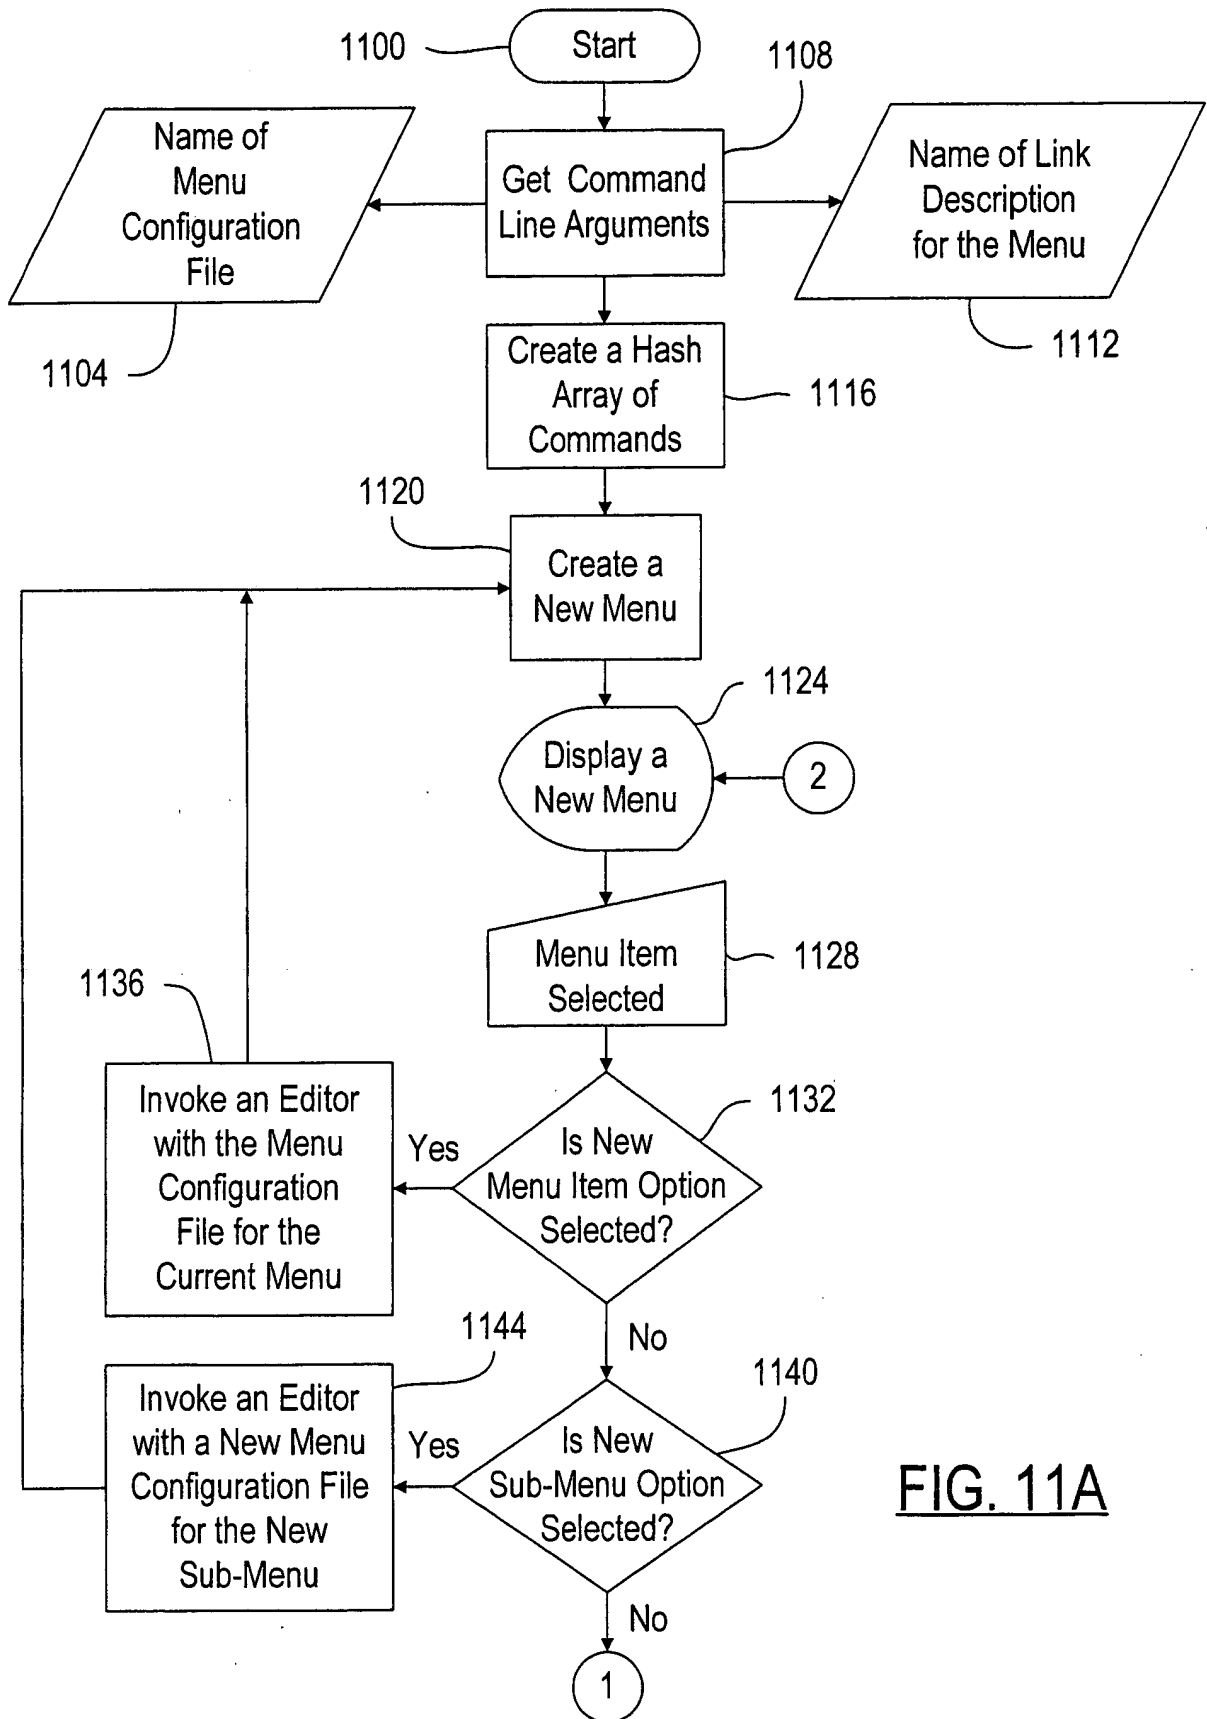 1100
Start
1108
Name of
Menu
Configuration
File
Get Command
Line Arguments
Name of Link
Description
for the Menu
1104
1112
Create a Hash
Array of
Commands
1116
1120
Create a
New Menu
1124
Display a
New Menu
2
Menu Item
Selected
1128
1136
Invoke an Editor
with the Menu
Configuration
File for the
Current Menu
Yes
1132
Is New
Menu Item Option
Selected?
No
1144
Invoke an Editor
with a New Menu
Configuration File
for the New
Sub-Menu
Yes
1140
Is New
Sub-Menu Option
Selected?
No
1
FIG. 11A